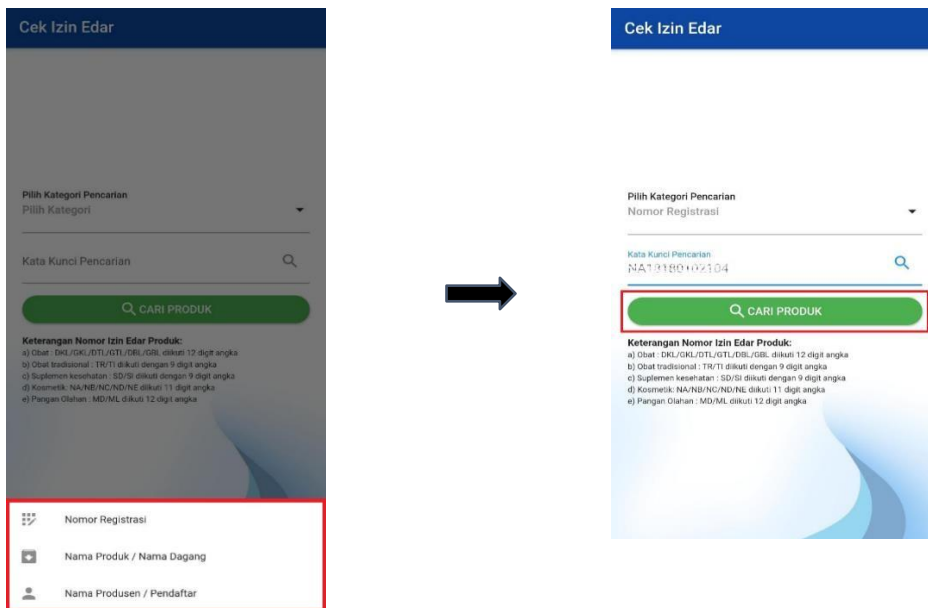 Cek Izin Edar
Pilih Kategori Pencarian
Pilih Kategori
Kata Kunci Pencarian
CARI PRODUK
Keterangan Nomor Izin Edar Produk:
a) Obat : DKL/GKL/DTL/GTL/DBL/GBL diikuti 12 digit angka
b) Obat tradisional : TR/TI diikuti dengan 9 digit angka
c) Suplemen kesehatan : SD/SI diikuti dengan 9 digit angka
d) Kosmetik: NA/NB/NC/ND/NE diikuti 11 digit angka
e) Pangan Olahan : MD/ML diikuti 12 digit angka
Nomor Registrasi
Nama Produk / Nama Dagang
Nama Produsen / Pendaftar
Cek Izin Edar
Pilih Kategori Pencarian
Nomor Registrasi
Kata Kunci Pencarian
CARI PRODUK
Keterangan Nomor Izin Edar Produk:
a) Obat : DKL/GKL/DTL/GTL/DBL/GBL diikuti 12 digit angka
b) Obat tradisional : TR/TI diikuti dengan 9 digit angka
c) Suplemen kesehatan : SD/SI diikuti dengan 9 digit angka
d) Kosmetik: NA/NB/NC/ND/NE diikuti 11 digit angka
e) Pangan Olahan : MD/ML diikuti 12 digit angka